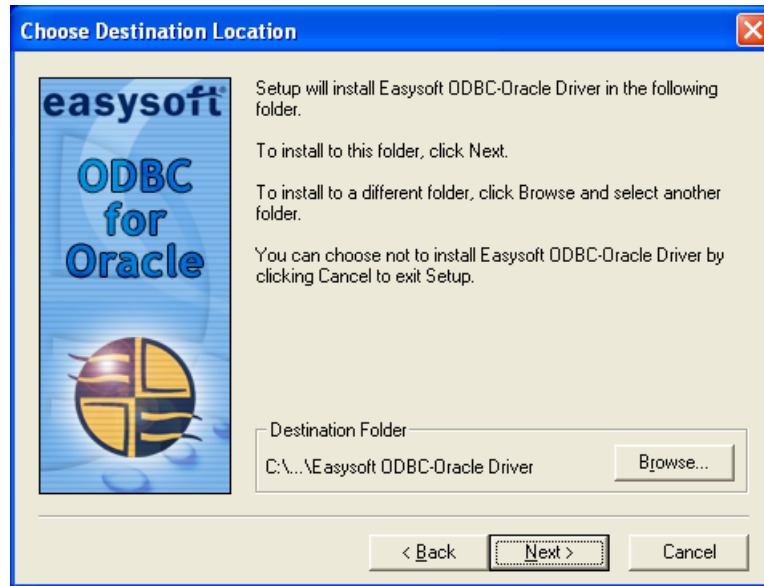 Choose Destination Location
easysoft
ODBC
for
Oracle
Setup will install Easysoft ODBC-Oracle Driver in the following
folder.
To install to this folder, click Next.
To install to a different folder, click Browse and select another
folder.
You can choose not to install Easysoft ODBC-Oracle Driver by
clicking Cancel to exit Setup.
Destination Folder
C:\...\Easysoft ODBC-Oracle Driver
Browse...
< Back
Next >
Cancel